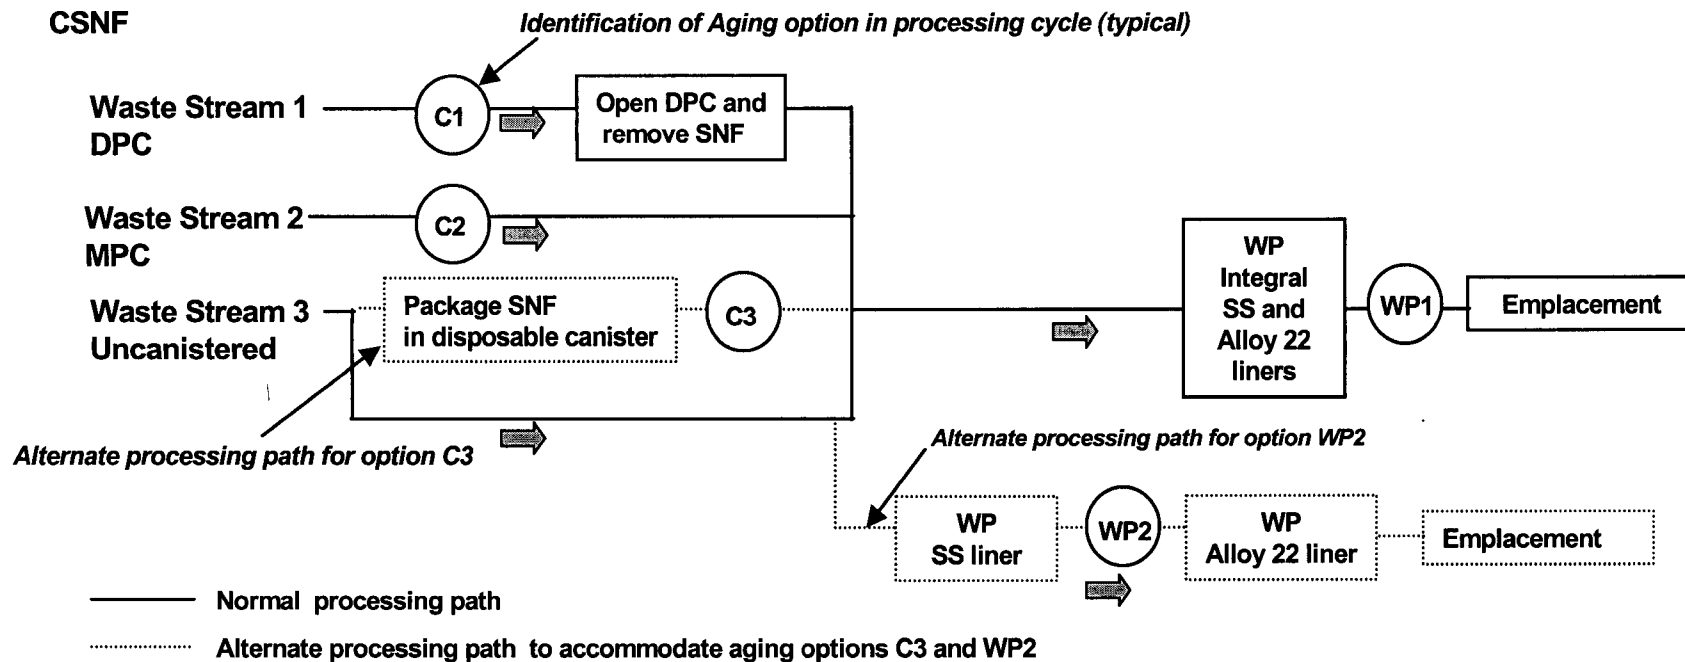 CSNF
Identification of Aging option in processing cycle (typical)
Waste Stream 1
DPC
C1
Open DPC and
remove SNF
Waste Stream 2
MPC
C2
Waste Stream 3
Uncanistered
Package SNF
in disposable canister
C3
WP
Integral
SS and
Alloy 22
liners
WP1
Emplacement
Alternate processing path for option C3
Alternate processing path for option WP2
WP
SS liner
WP2
WP
Alloy 22 liner
Emplacement
Normal processing path
Alternate processing path to accommodate aging options C3 and WP2